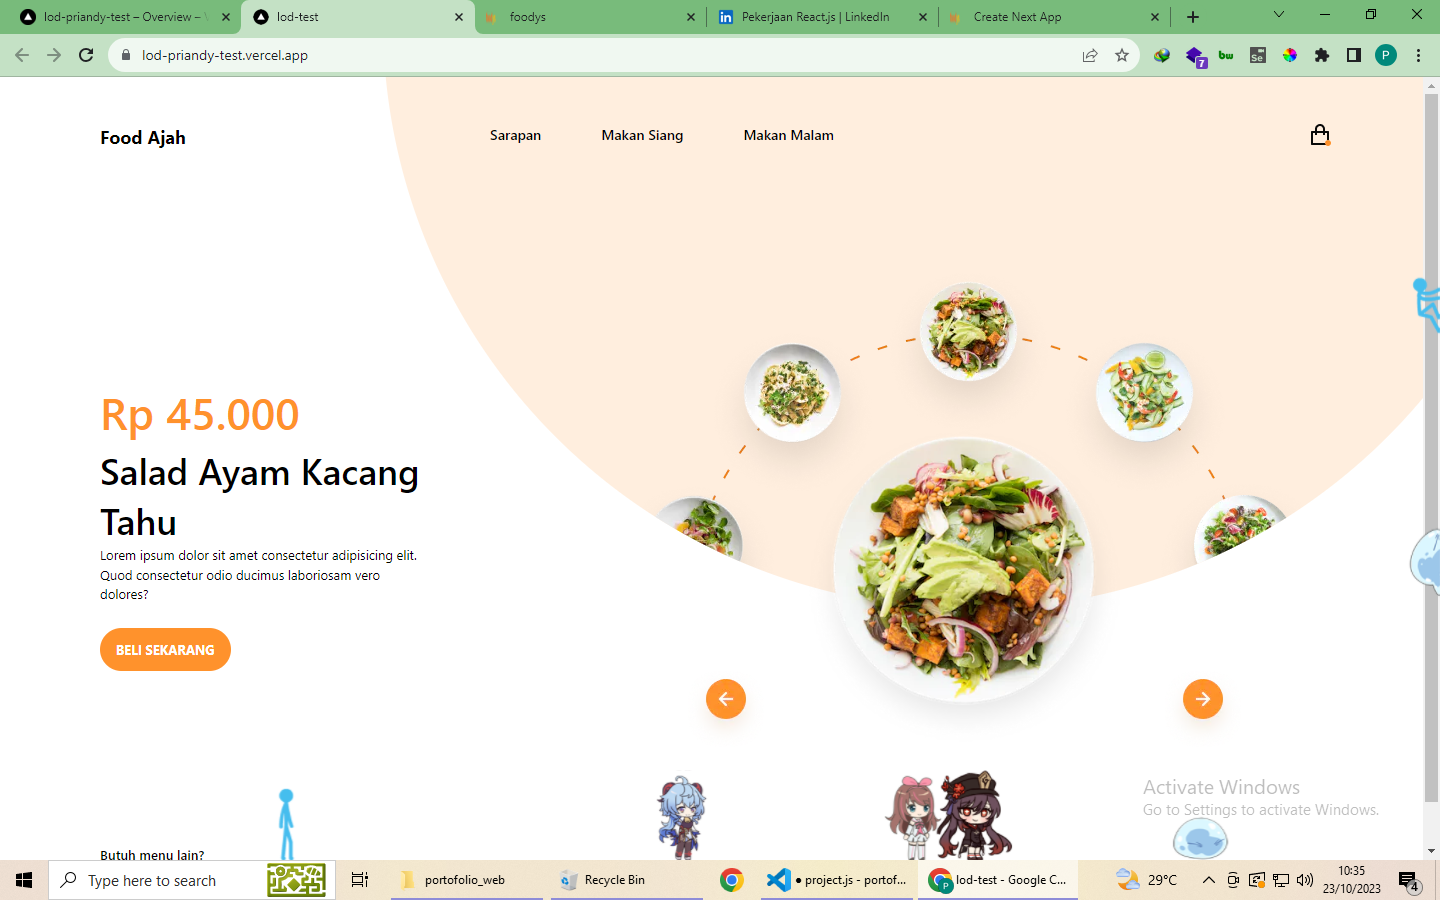 lod-priandy-test – Overview –
lod-test
foodys
Pekerjaan React.js | LinkedIn
Create Next App
lod-priandy-test.vercel.app
bw
Se
7
P
Food Ajah
Sarapan
Makan Siang
Makan Malam
Rp 45.000
Salad Ayam Kacang
Tahu
Lorem ipsum dolor sit amet consectetur adipisicing elit.
Quod consectetur odio ducimus laboriosam vero
dolores?
BELI SEKARANG
Activate Windows
Go to Settings to activate Windows.
Butuh menu lain?
Type here to search
portofolio_web
Recycle Bin
● project.js - portof...
P
lod-test - Google C...
29°C
10:35
23/10/2023
4